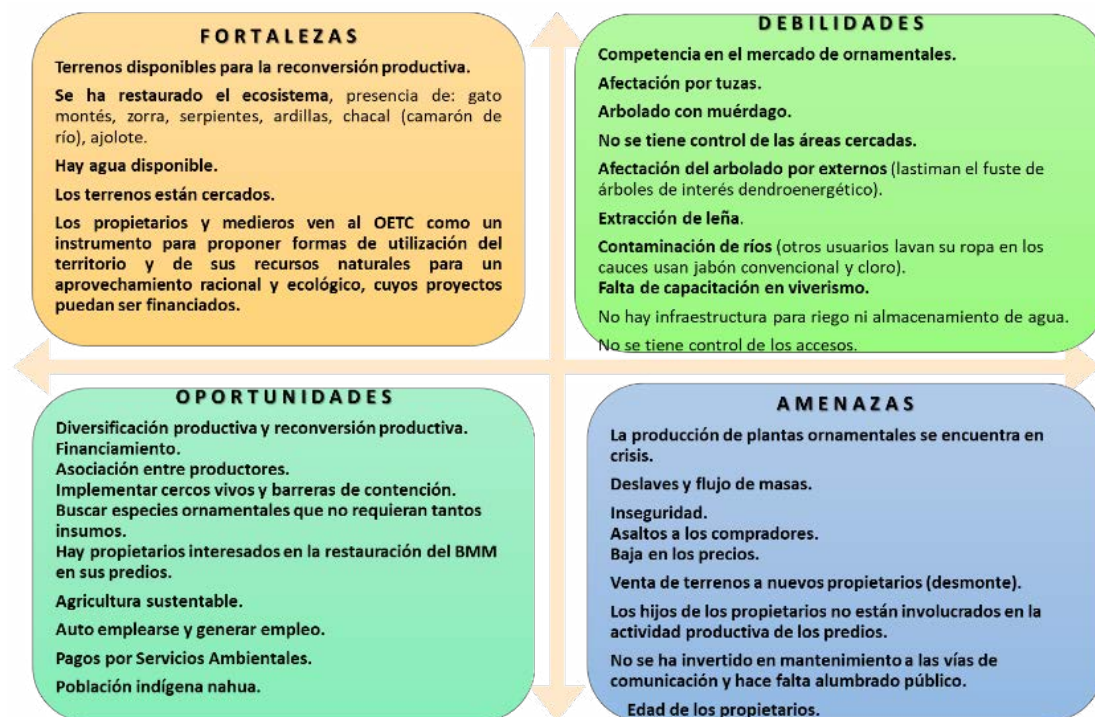 FORTALEZAS
Terrenos disponibles para la reconversión productiva.
Se ha restaurado el ecosistema, presencia de: gato
montés, zorra, serpientes, ardillas, chacal (camarón de
río), ajolote.
Hay agua disponible.
Los terrenos están cercados.
Los propietarios y medieros ven al OETC como un
instrumento para proponer formas de utilización del
territorio y de sus recursos naturales para un
aprovechamiento racional y ecológico, cuyos proyectos
puedan ser financiados.
DEBILIDADES
Competencia en el mercado de ornamentales.
Afectación por tuzas.
Arbolado con muérdago.
No se tiene control de las áreas cercadas.
Afectación del arbolado por externos (lastiman el fuste de
árboles de interés dendroenergético).
Extracción de leña.
Contaminación de ríos (otros usuarios lavan su ropa en los
cauces usan jabón convencional y cloro).
Falta de capacitación en viverismo.
No hay infraestructura para riego ni almacenamiento de agua.
No se tiene control de los accesos.
OPORTUNIDADES
Diversificación productiva y reconversión productiva.
Financiamiento.
Asociación entre productores.
Implementar cercos vivos y barreras de contención.
Buscar especies ornamentales que no requieran tantos
insumos.
Hay propietarios interesados en la restauración del BMM
en sus predios.
Agricultura sustentable.
Auto emplearse y generar empleo.
Pagos por Servicios Ambientales.
Población indígena nahua.
AMENAZAS
La producción de plantas ornamentales se encuentra en
crisis.
Deslaves y flujo de masas.
Inseguridad.
Asaltos a los compradores.
Baja en los precios.
Venta de terrenos a nuevos propietarios (desmonte).
Los hijos de los propietarios no están involucrados en la
actividad productiva de los predios.
No se ha invertido en mantenimiento a las vías de
comunicación y hace falta alumbrado público.
Edad de los propietarios.